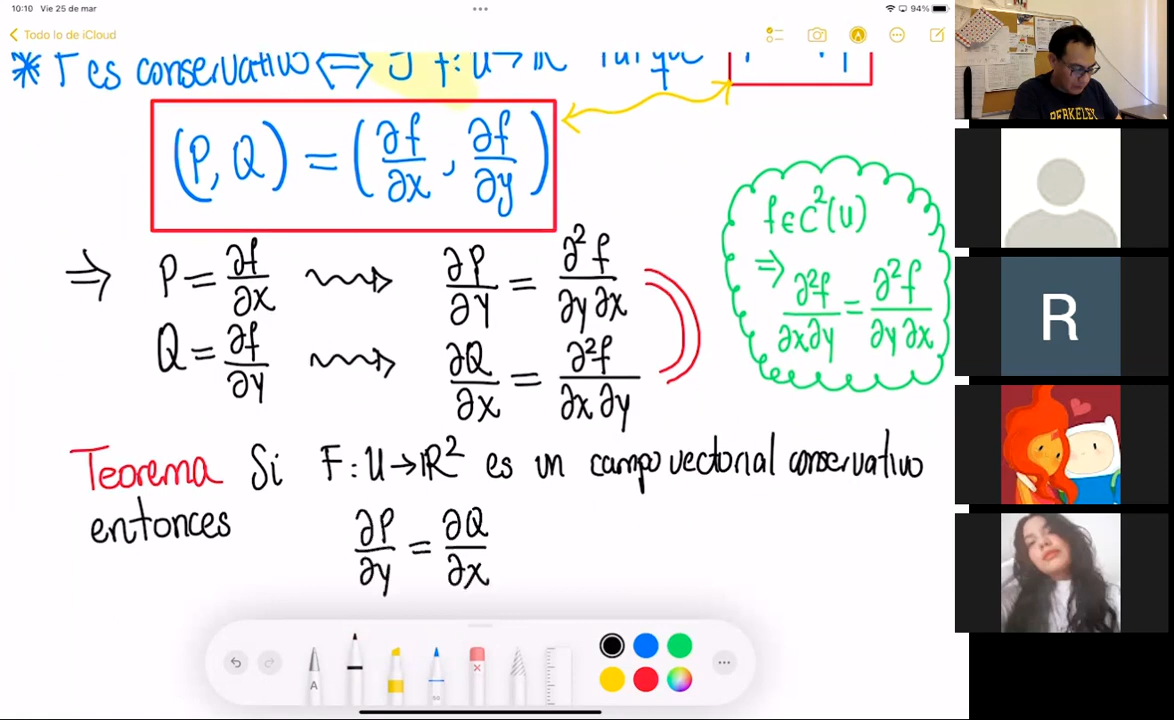 10:10 Vie 25 de mar
94%
Todo lo de iCloud
* F es conservativo ⟺ ∃ f: U → ℝ tal que
(P, Q) = (∂f/∂x, ∂f/∂y)
⇒ P = ∂f/∂x ⇝ ∂P/∂y = ∂²f/∂y∂x
Q = ∂f/∂y ⇝ ∂Q/∂x = ∂²f/∂x∂y
f ∈ C²(U)
⇒ ∂²f/∂x∂y = ∂²f/∂y∂x
Teorema Si F: U → ℝ² es un campo vectorial conservativo
entonces
∂P/∂y = ∂Q/∂x
A
BERKELEY
R